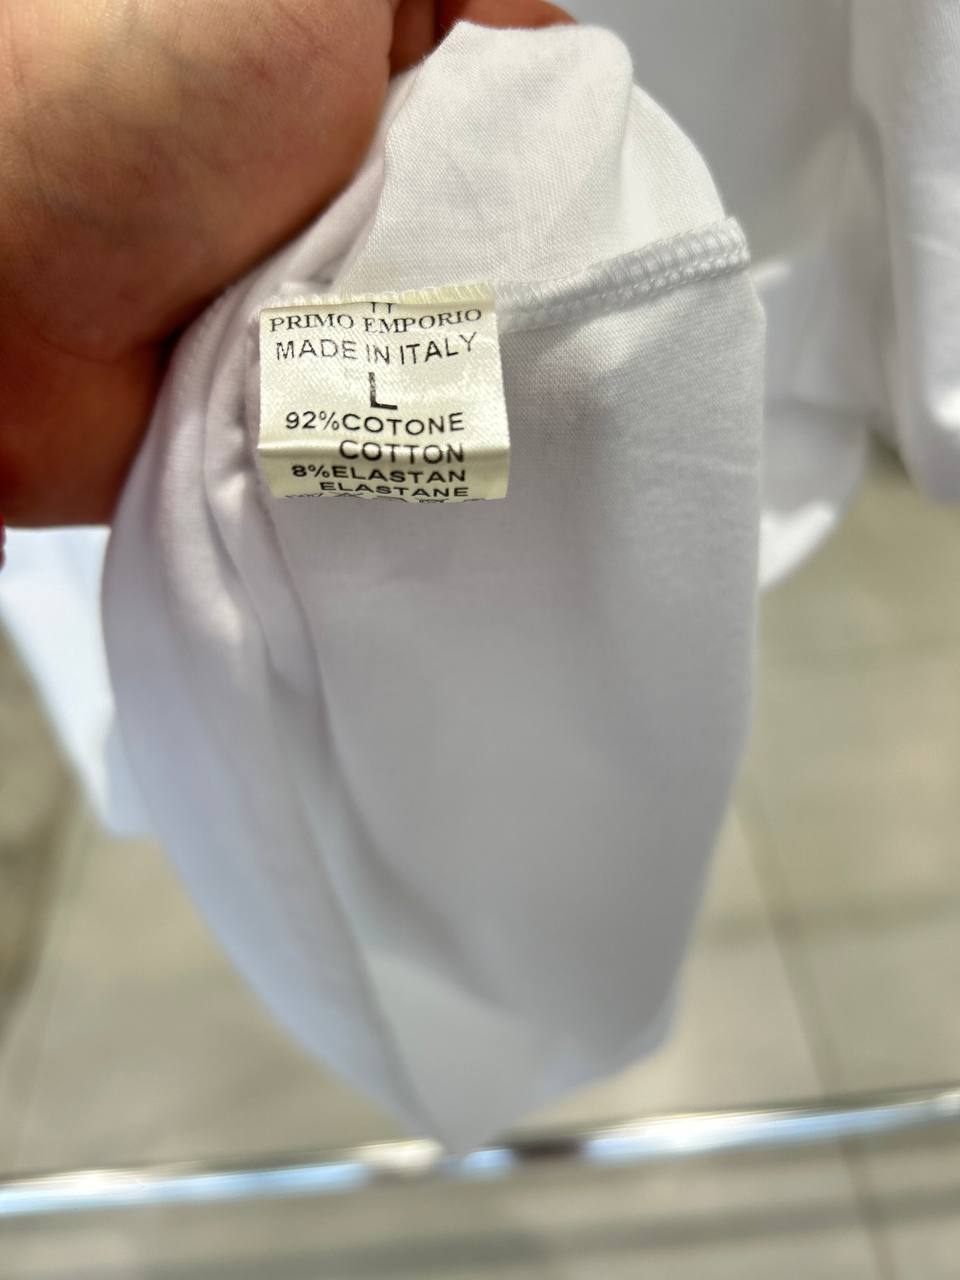 PRIMO EMPORIO
MADE IN ITALY
L
92%COTONE
COTTON
8%ELASTAN
ELASTANE